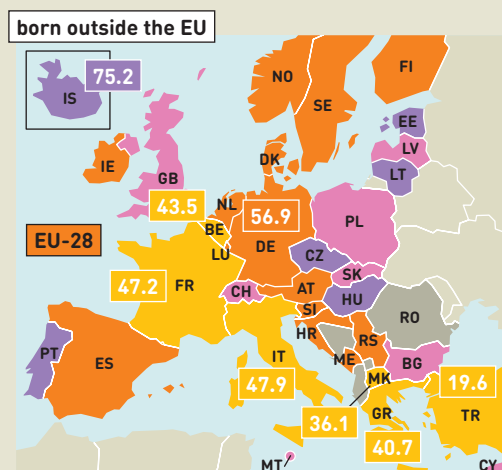 born outside the EU
75.2
IS
NO
FI
SE
EE
LV
LT
DK
IE
GB
43.5
NL
56.9
BE
DE
PL
LU
EU-28
CZ
SK
47.2
FR
CH
AT
HU
SI
RO
HR
RS
PT
ES
IT
ME
BG
MK
47.9
36.1
GR
19.6
TR
40.7
MT
CY